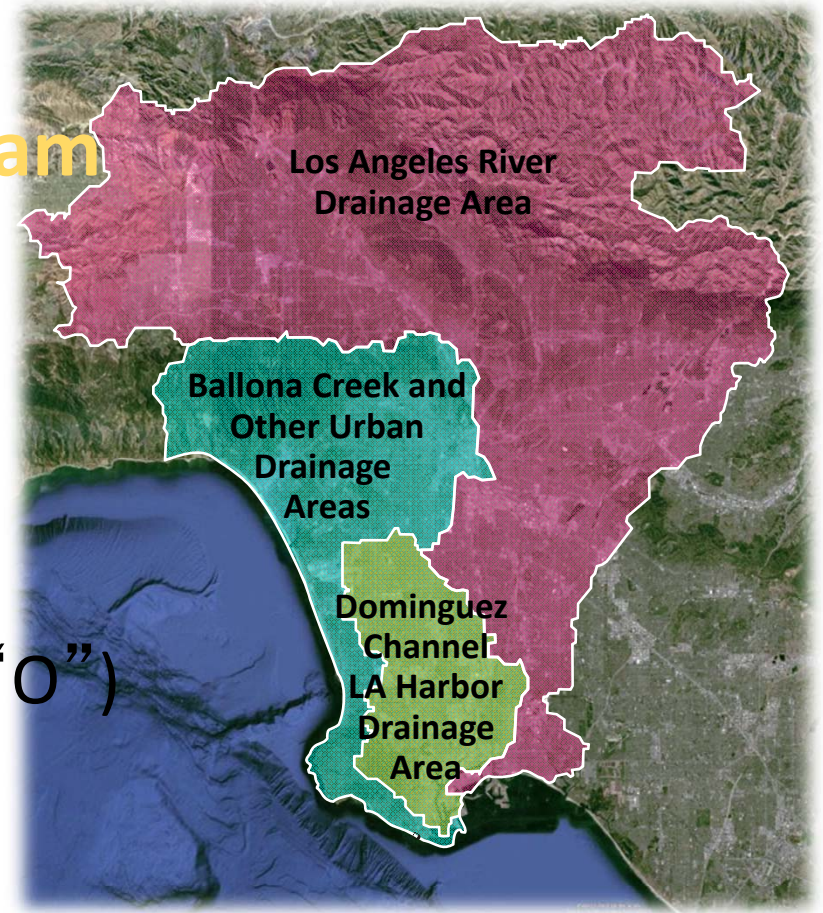 am
Los Angeles River
Drainage Area
Ballona Creek and
Other Urban
Drainage
Areas
Dominguez
Channel
LA Harbor
Drainage
Area
“O”)